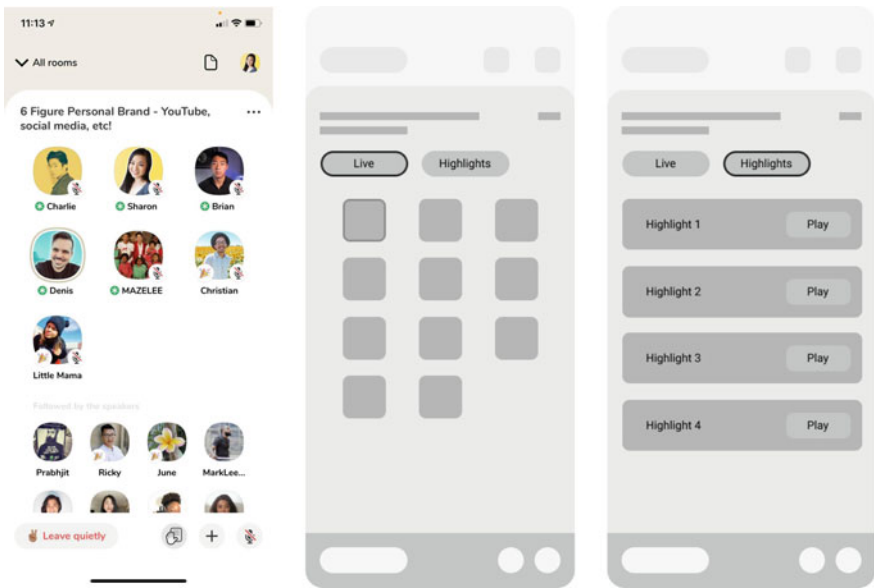 11:13
All rooms
6 Figure Personal Brand - YouTube,
social media, etc!
Charlie
Sharon
Brian
Denis
MAZELEE
Christian
Little Mama
Followed by the speakers
Prabhjit
Ricky
June
MarkLee...
Leave quietly
Live
Highlights
Live
Highlights
Highlight 1
Play
Highlight 2
Play
Highlight 3
Play
Highlight 4
Play